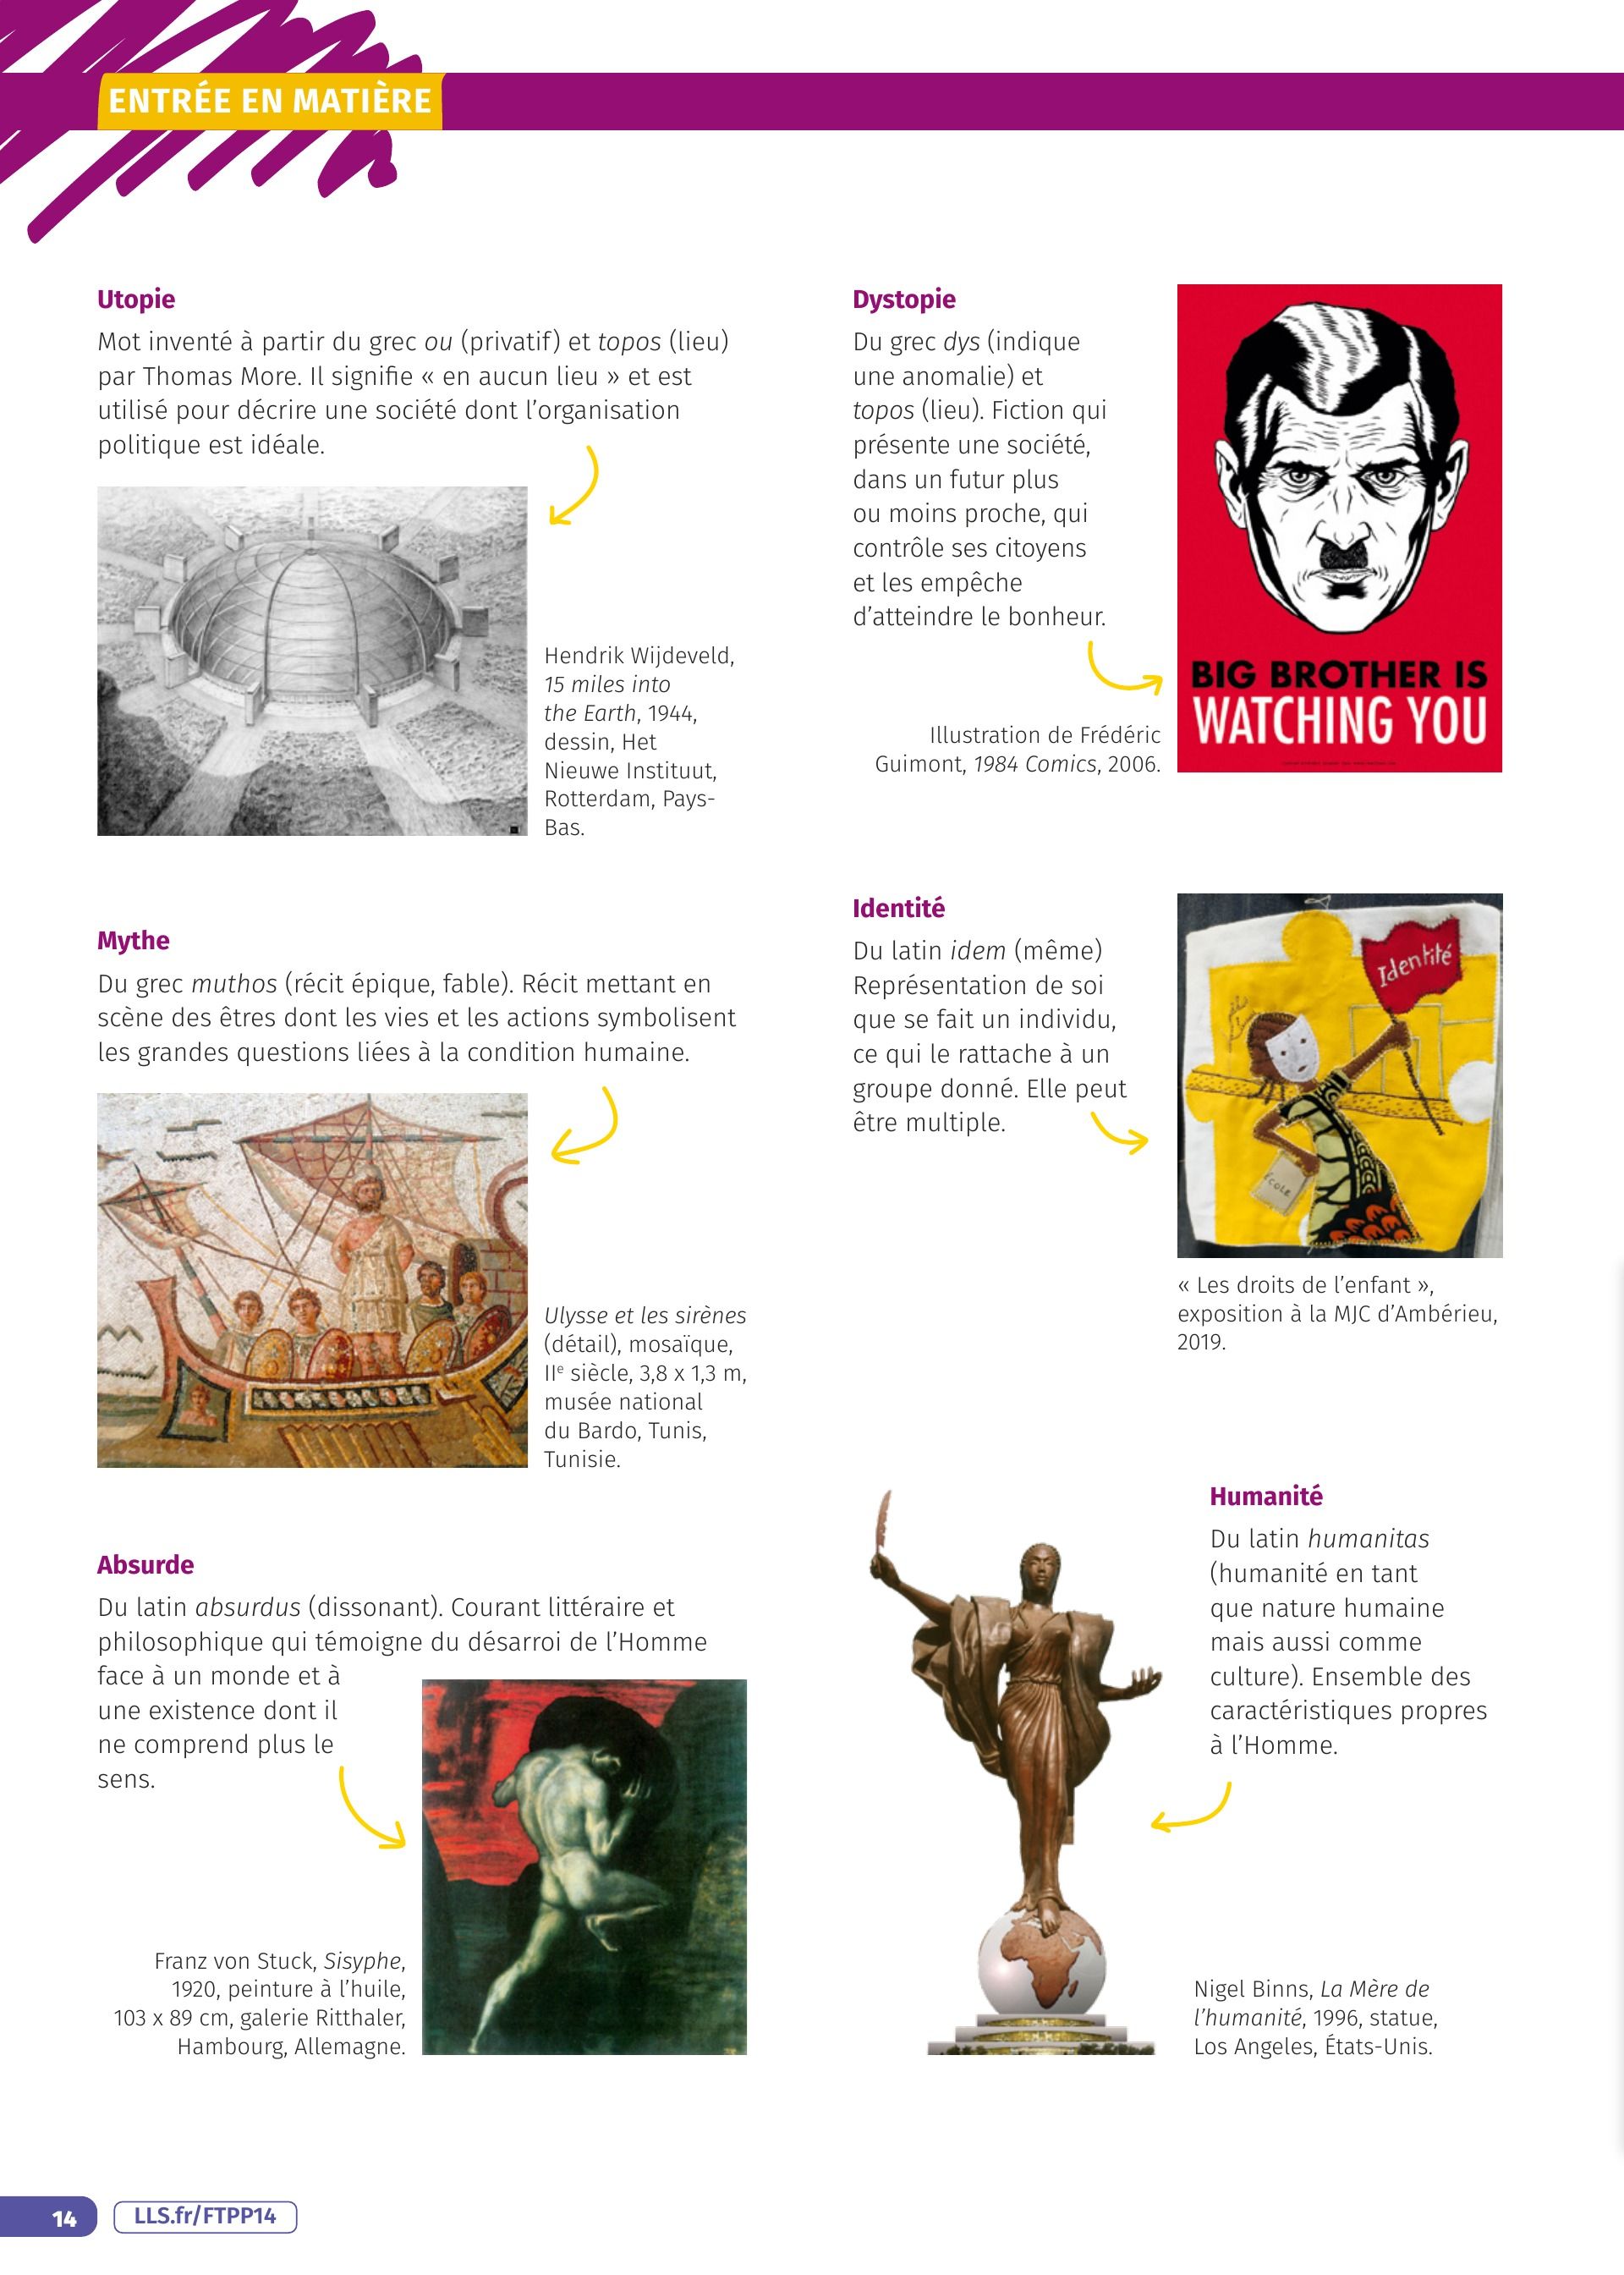 ENTRÉE EN MATIÈRE
Utopie
Mot inventé à partir du grec ou (privatif) et topos (lieu)
par Thomas More. Il signifie « en aucun lieu » et est
utilisé pour décrire une société dont l’organisation
politique est idéale.
Hendrik Wijdeveld,
15 miles into
the Earth, 1944,
dessin, Het
Nieuwe Instituut,
Rotterdam, Pays-
Bas.
Mythe
Du grec muthos (récit épique, fable). Récit mettant en
scène des êtres dont les vies et les actions symbolisent
les grandes questions liées à la condition humaine.
Ulysse et les sirènes
(détail), mosaïque,
IIe siècle, 3,8 x 1,3 m,
musée national
du Bardo, Tunis,
Tunisie.
Absurde
Du latin absurdus (dissonant). Courant littéraire et
philosophique qui témoigne du désarroi de l’Homme
face à un monde et à
une existence dont il
ne comprend plus le
sens.
Franz von Stuck, Sisyphe,
1920, peinture à l’huile,
103 x 89 cm, galerie Ritthaler,
Hambourg, Allemagne.
Dystopie
Du grec dys (indique
une anomalie) et
topos (lieu). Fiction qui
présente une société,
dans un futur plus
ou moins proche, qui
contrôle ses citoyens
et les empêche
d’atteindre le bonheur.
Illustration de Frédéric
Guimont, 1984 Comics, 2006.
BIG BROTHER IS
WATCHING YOU
Identité
Du latin idem (même)
Représentation de soi
que se fait un individu,
ce qui le rattache à un
groupe donné. Elle peut
être multiple.
Identité
ÉCOLE
« Les droits de l’enfant »,
exposition à la MJC d’Ambérieu,
2019.
Humanité
Du latin humanitas
(humanité en tant
que nature humaine
mais aussi comme
culture). Ensemble des
caractéristiques propres
à l’Homme.
Nigel Binns, La Mère de
l’humanité, 1996, statue,
Los Angeles, États-Unis.
14
LLS.fr/FTPP14